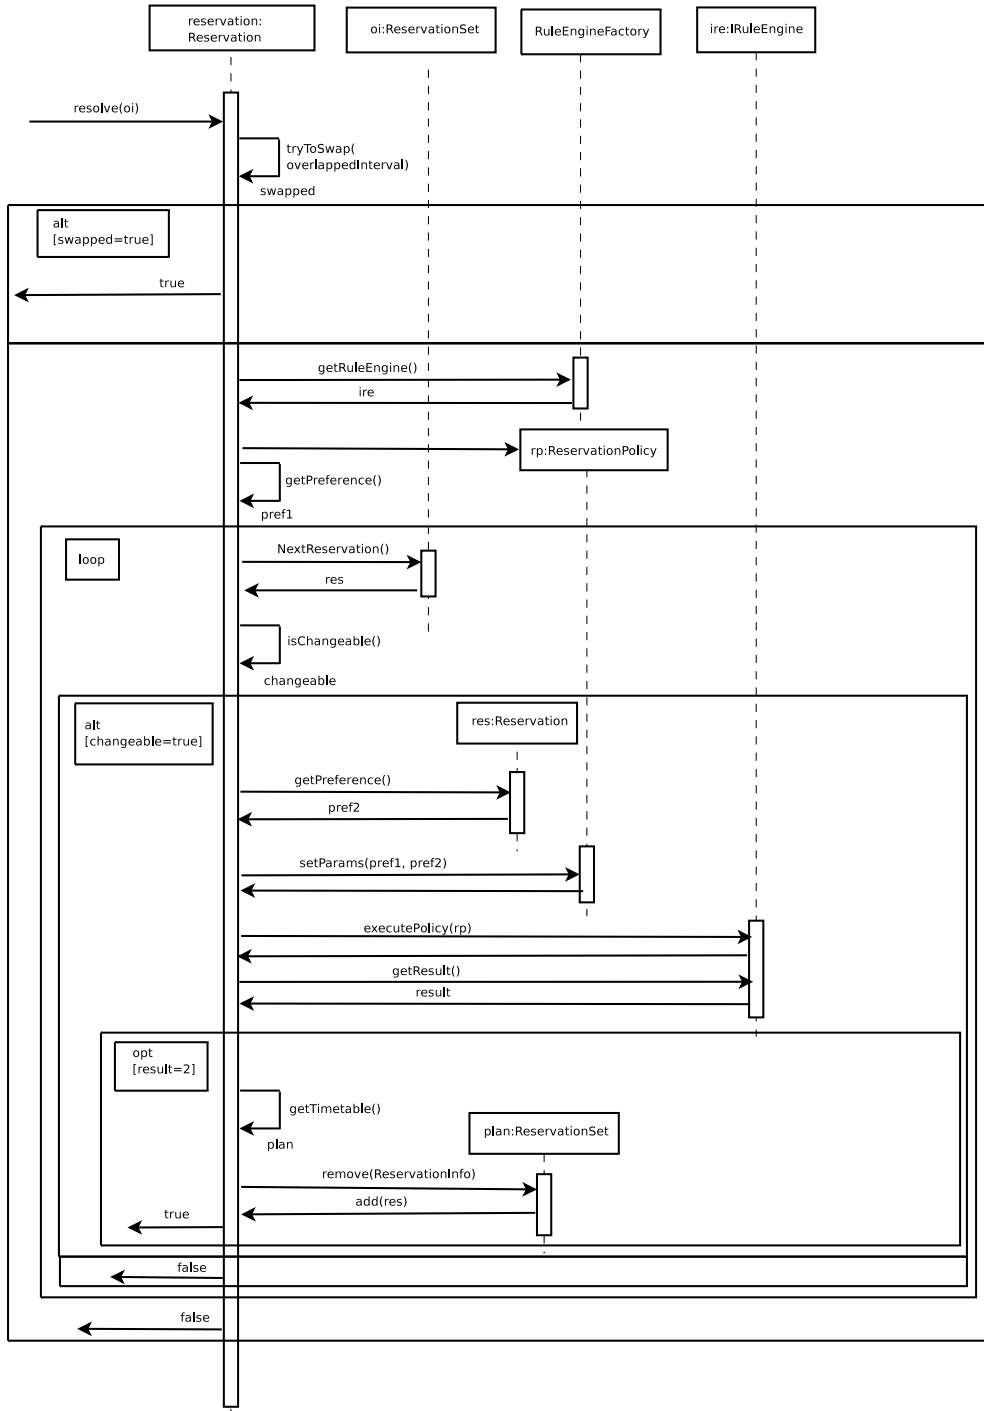 reservation:
Reservation
oi:ReservationSet
RuleEngineFactory
ire:IRuleEngine
resolve(oi)
tryToSwap(
overlappedInterval)
swapped
alt
[swapped=true]
true
getRuleEngine()
ire
rp:ReservationPolicy
getPreference()
pref1
loop
NextReservation()
res
isChangeable()
changeable
alt
[changeable=true]
res:Reservation
getPreference()
pref2
setParams(pref1, pref2)
executePolicy(rp)
getResult()
result
opt
[result=2]
getTimetable()
plan
plan:ReservationSet
remove(ReservationInfo)
add(res)
true
false
false